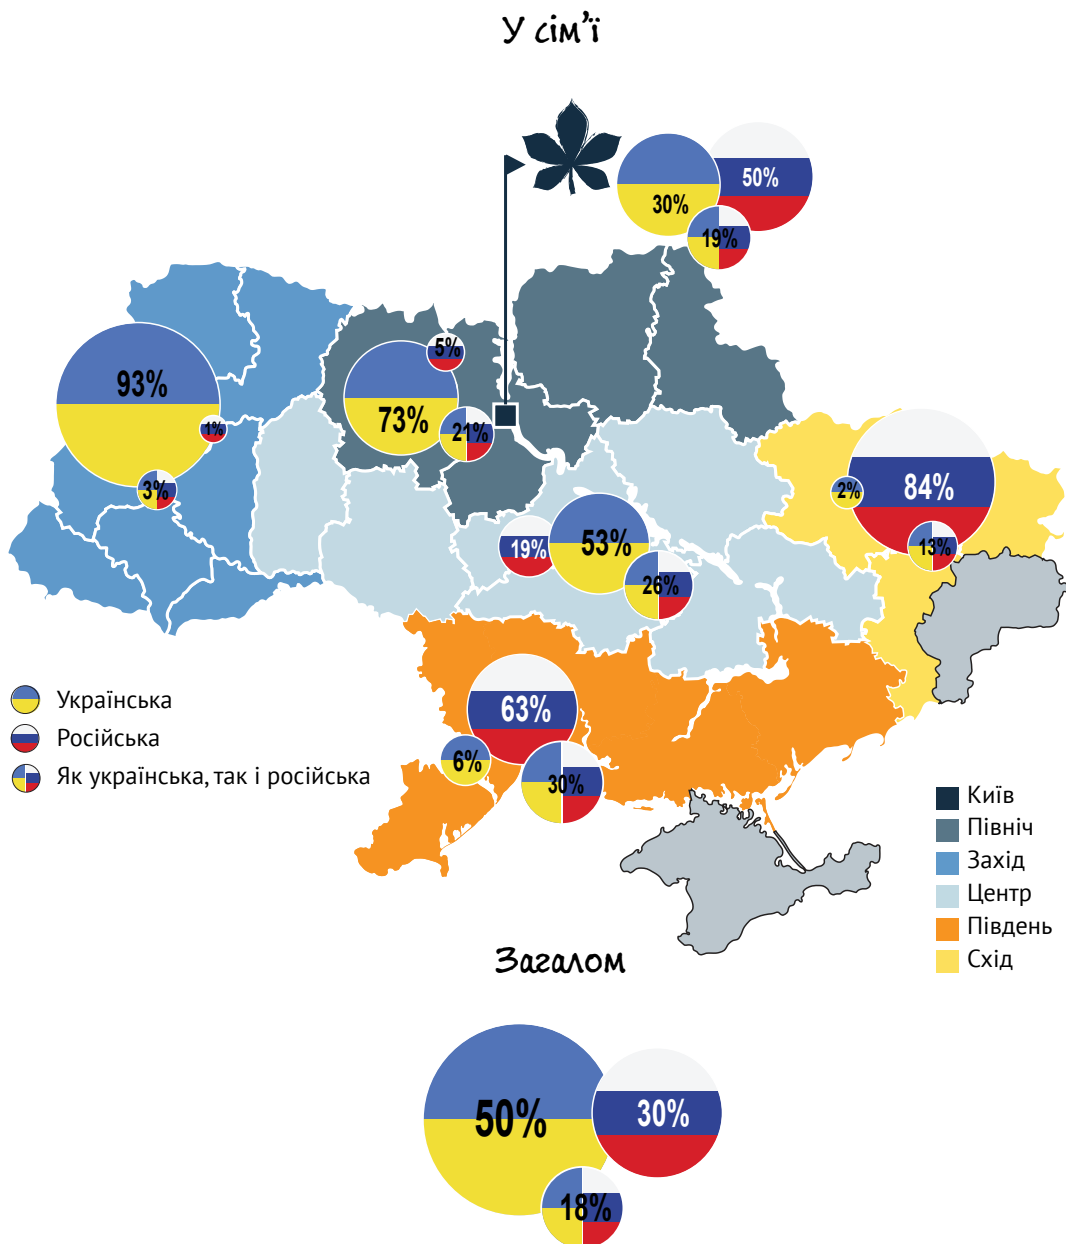 У сім’ї
50%
30%
19%
93%
1%
3%
5%
73%
21%
84%
2%
13%
19%
53%
26%
63%
6%
30%
Українська
Російська
Як українська, так і російська
Київ
Північ
Захід
Центр
Південь
Схід
Загалом
50%
30%
18%